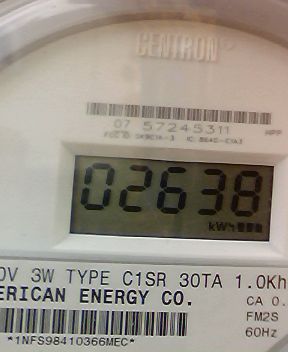 CENTRON®
07 57245311 HPP
02638
kWh
0V 3W TYPE C1SR 30TA 1.0Kh
ERICAN ENERGY CO.
CA 0.
FM2S
60Hz
*1NFS98410366MEC*